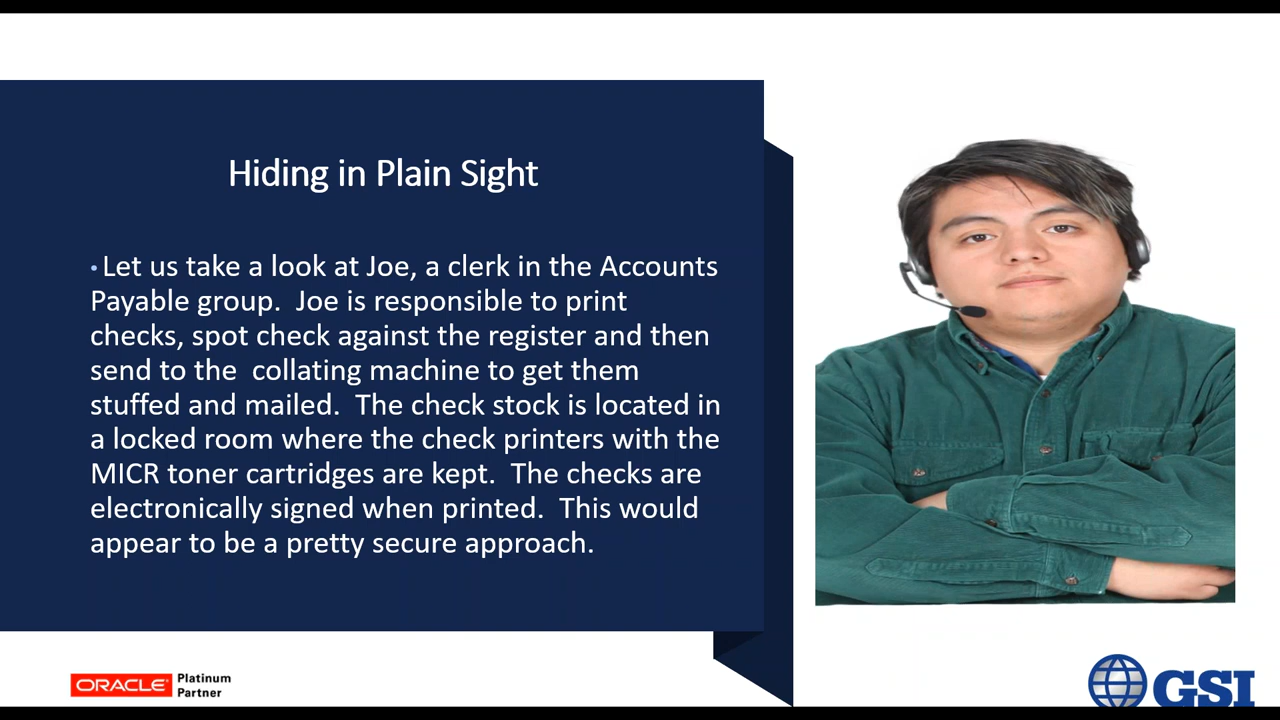 Hiding in Plain Sight
• Let us take a look at Joe, a clerk in the Accounts
Payable group.  Joe is responsible to print
checks, spot check against the register and then
send to the  collating machine to get them
stuffed and mailed.  The check stock is located in
a locked room where the check printers with the
MICR toner cartridges are kept.  The checks are
electronically signed when printed.  This would
appear to be a pretty secure approach.
ORACLE Platinum
Partner
GSI